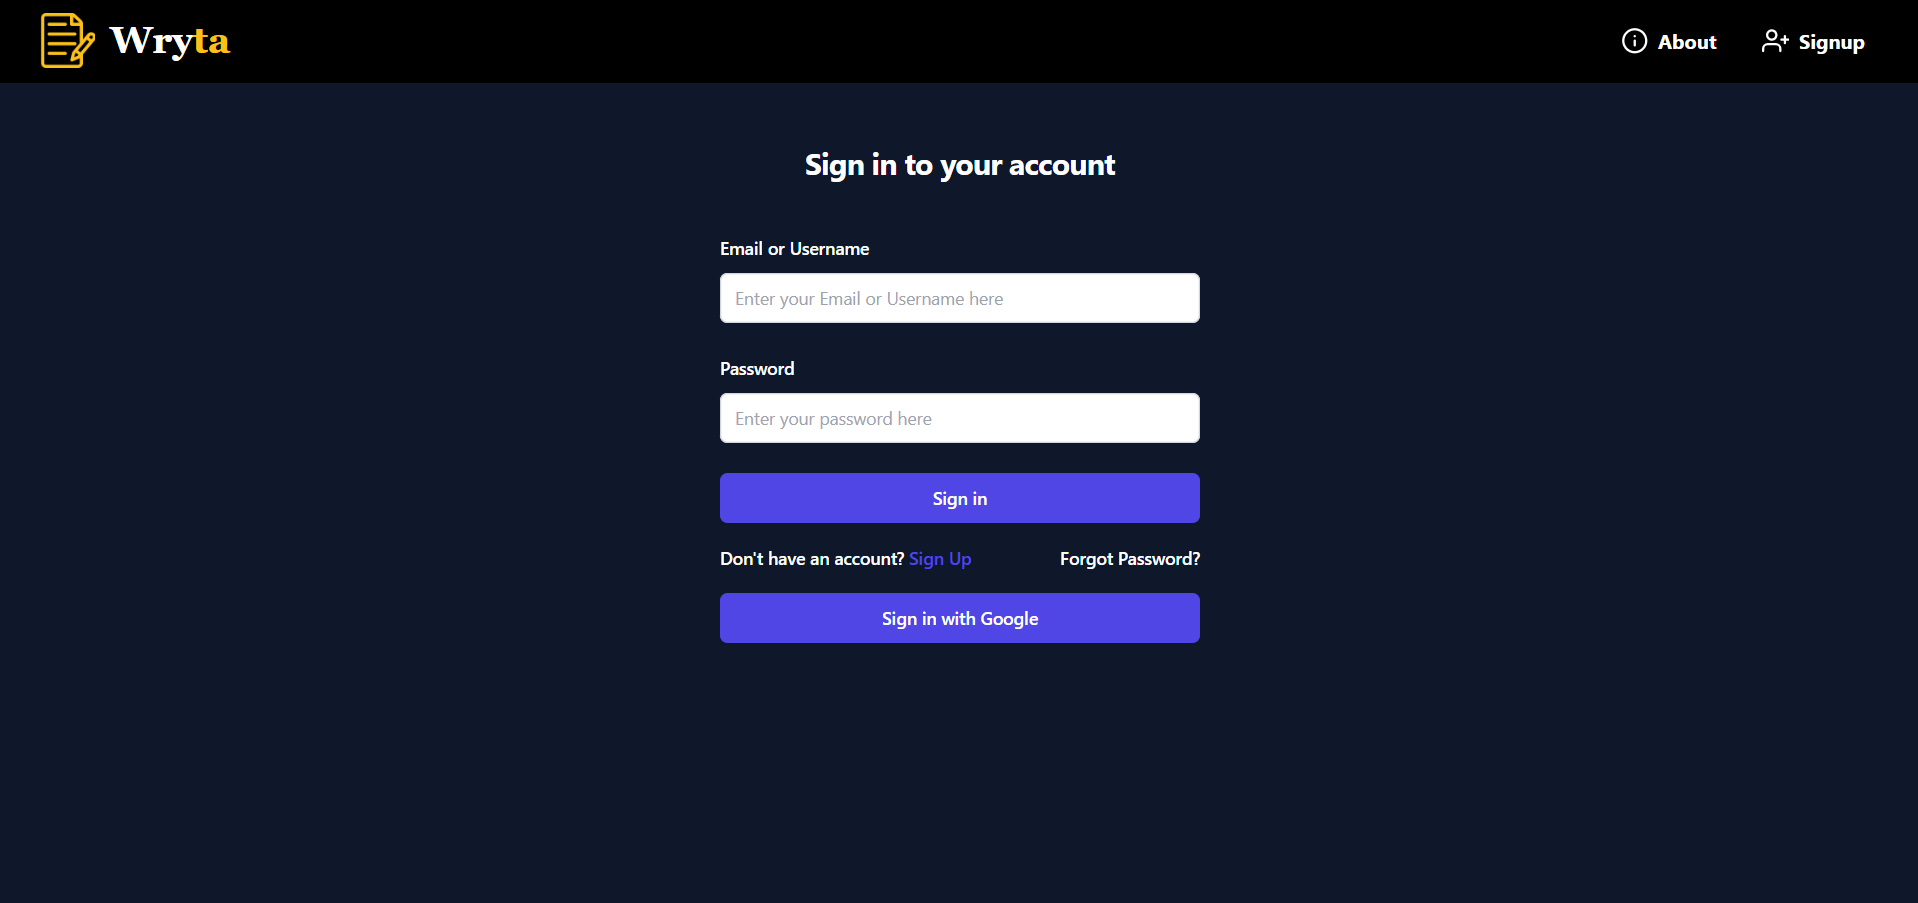 Wryta
About
Signup
Sign in to your account
Email or Username
Enter your Email or Username here
Password
Enter your password here
Sign in
Don't have an account? Sign Up
Forgot Password?
Sign in with Google